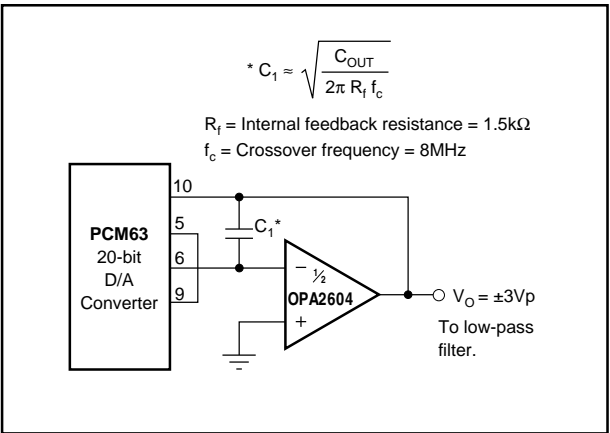 * C₁ ≈ √(C_OUT / 2π R_f f_c)
R_f = Internal feedback resistance = 1.5kΩ
f_c = Crossover frequency = 8MHz
10
5
6
9
PCM63
20-bit
D/A
Converter
C₁*
–
½
OPA2604
+
V_O = ±3Vp
To low-pass
filter.